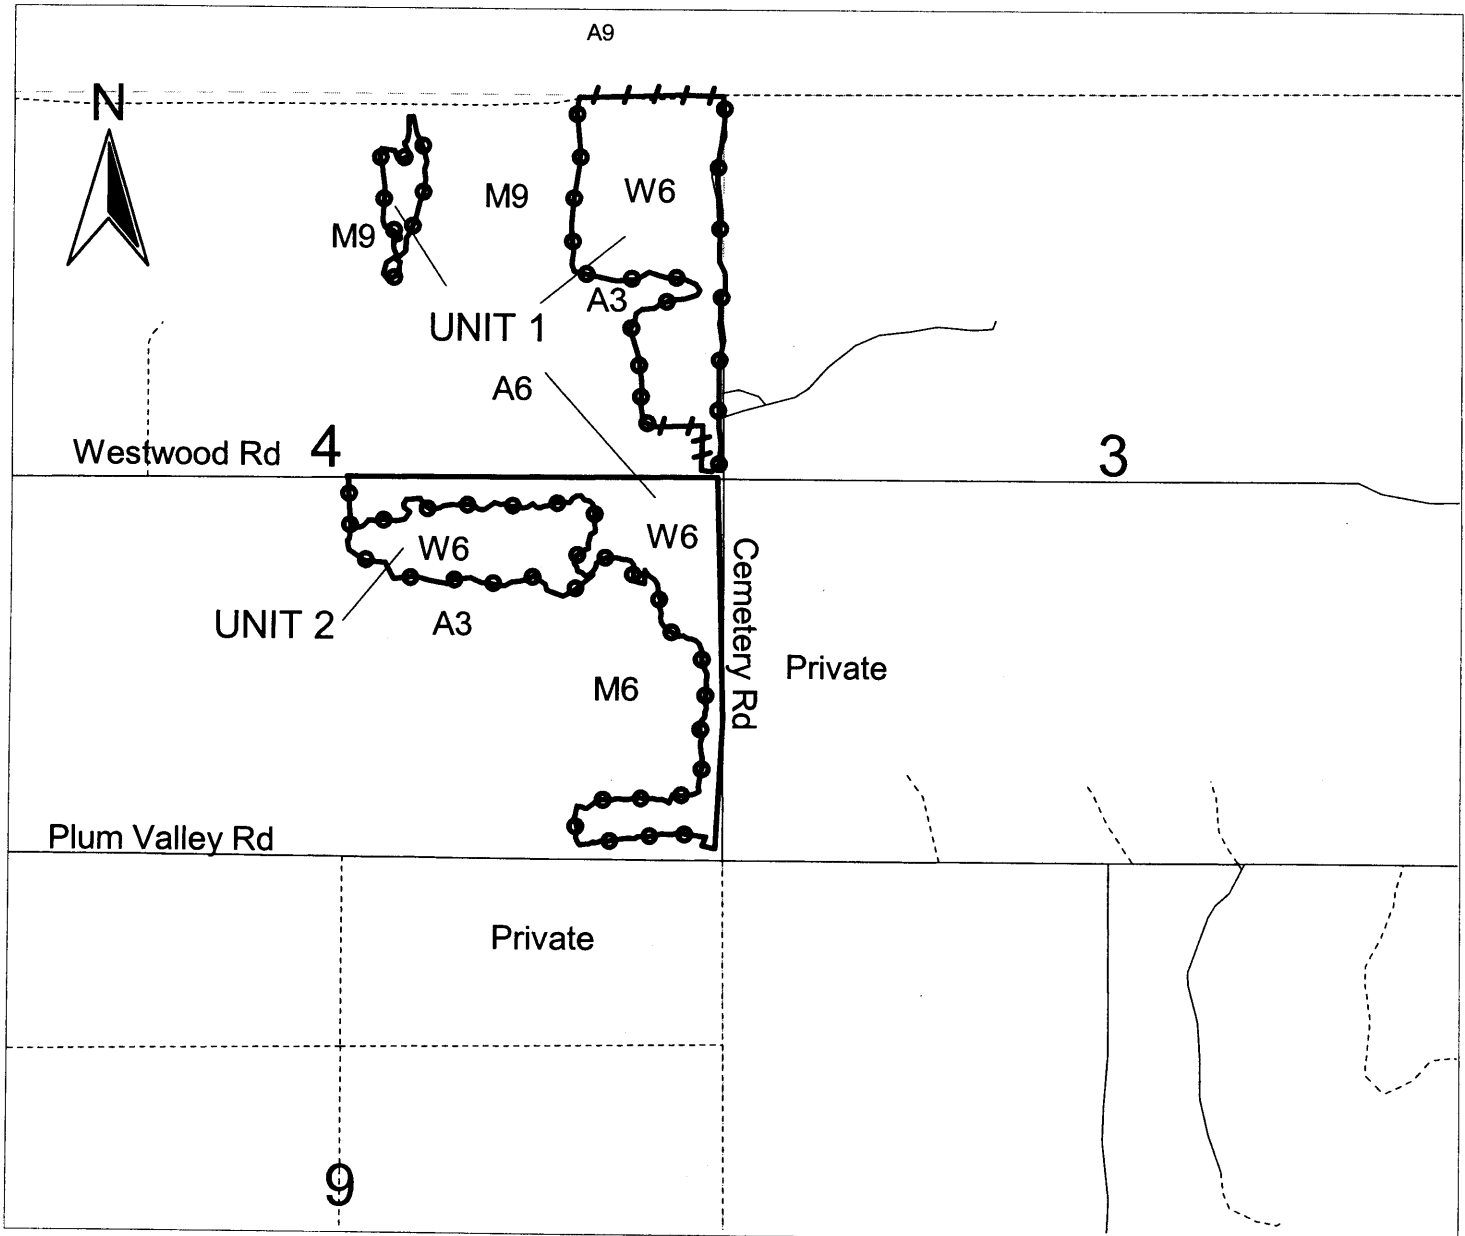 A9
N
M9
W6
M9
A3
UNIT 1
A6
Westwood Rd
4
3
W6
W6
Cemetery Rd
UNIT 2
A3
Private
M6
Plum Valley Rd
Private
9